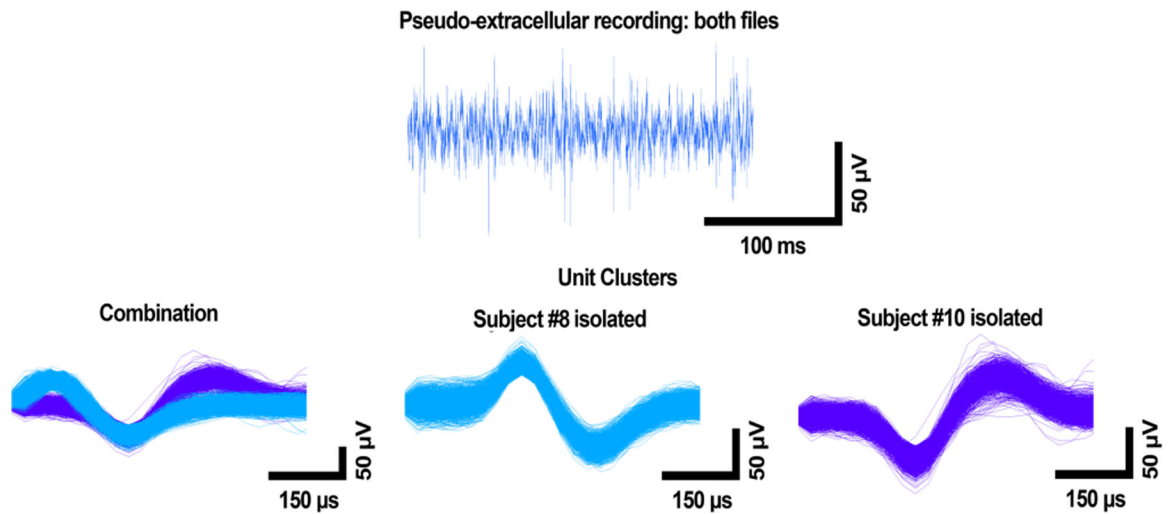 Pseudo-extracellular recording: both files
50 µV
100 ms
Unit Clusters
Combination
Subject #8 isolated
Subject #10 isolated
50 µV
150 µs
50 µV
150 µs
50 µV
150 µs